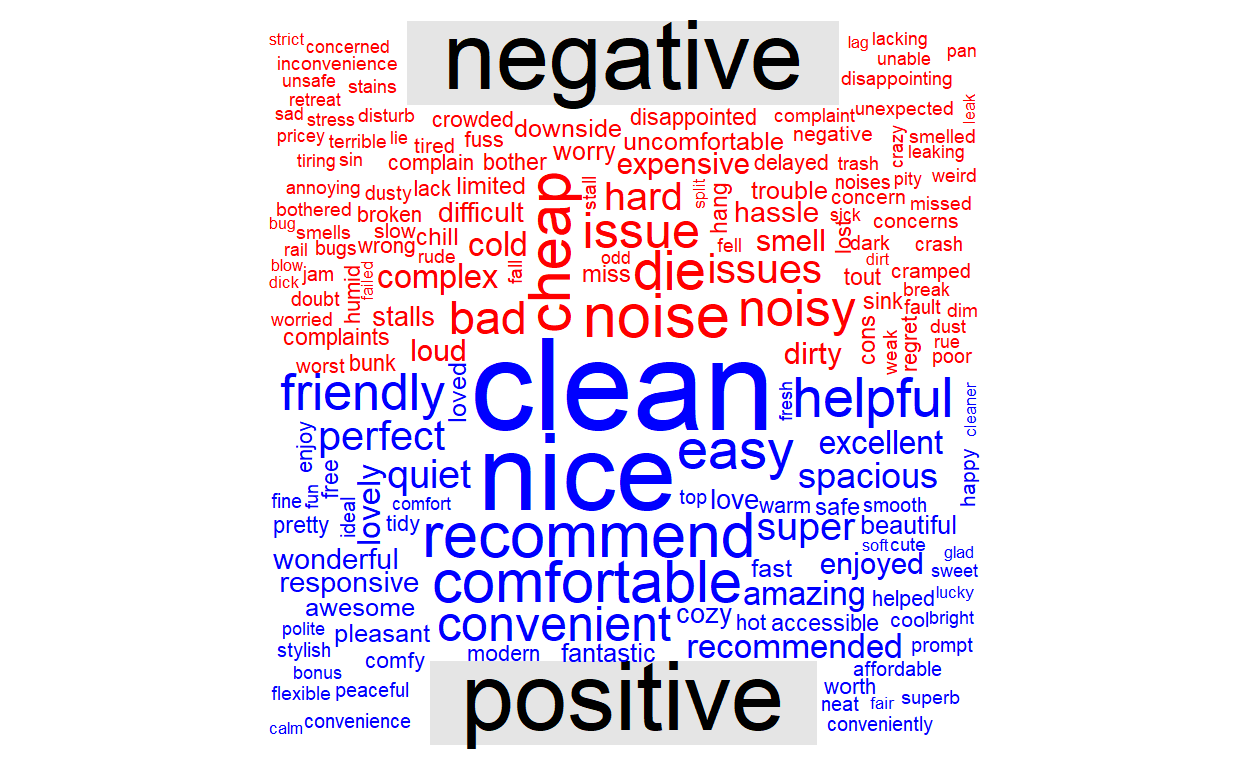 negative
strict
concerned
inconvenience
unsafe
stains
retreat
lag
lacking
unable
pan
disappointing
sad
stress
disturb
crowded
downside
disappointed
complaint
unexpected
leak
pricey
terrible
lie
tired
fuss
worry
uncomfortable
negative
crazy
smelled
leaking
tiring
sin
complain
bother
expensive
delayed
trash
annoying
dusty
lack
limited
cheap
stall
hard
split
hang
trouble
noises
pity
weird
bothered
broken
difficult
issue
hassle
concern
sick
missed
concerns
bug
smells
slow
chill
cold
fell
smell
lost
dark
crash
rail
bugs
wrong
rude
fall
odd
miss
die
issues
tout
dirt
cramped
blow
dick
jam
humid
failed
complex
break
doubt
stalls
bad
noise
noisy
sink
fault
dim
worried
complaints
cons
weak
regret
dust
rue
poor
worst
bunk
loud
dirty
clean
friendly
loved
fresh
helpful
cleaner
enjoy
perfect
nice
easy
excellent
quiet
spacious
happy
free
fun
lovely
fine
ideal
comfort
top
love
warm
safe
smooth
pretty
tidy
recommend
super
beautiful
soft
cute
glad
wonderful
comfortable
fast
enjoyed
sweet
responsive
amazing
helped
lucky
awesome
convenient
cozy
hot
accessible
cool
bright
polite
pleasant
stylish
modern
fantastic
recommended
prompt
comfy
bonus
affordable
flexible
peaceful
positive
worth
neat
fair
superb
calm
convenience
conveniently